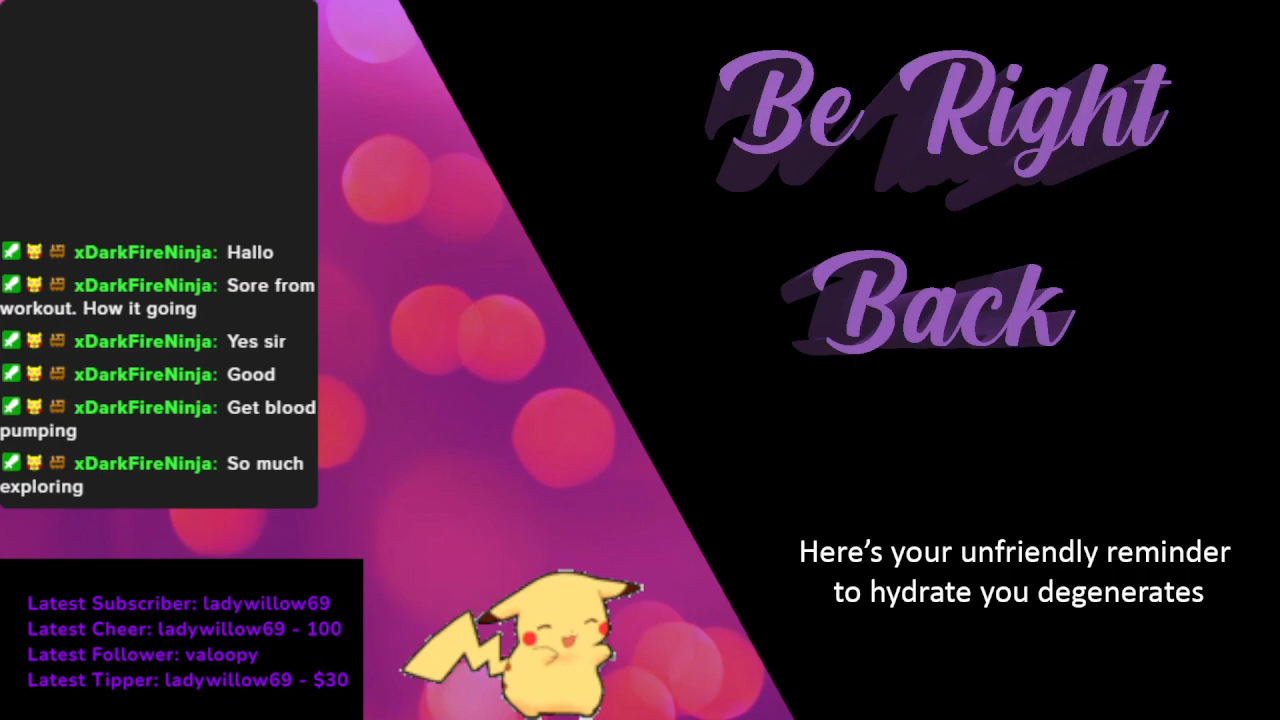 xDarkFireNinja: Hallo
xDarkFireNinja: Sore from
workout. How it going
xDarkFireNinja: Yes sir
xDarkFireNinja: Good
xDarkFireNinja: Get blood
pumping
xDarkFireNinja: So much
exploring
Latest Subscriber: ladywillow69
Latest Cheer: ladywillow69 - 100
Latest Follower: valoopy
Latest Tipper: ladywillow69 - $30
Be Right
Back
Here’s your unfriendly reminder
to hydrate you degenerates